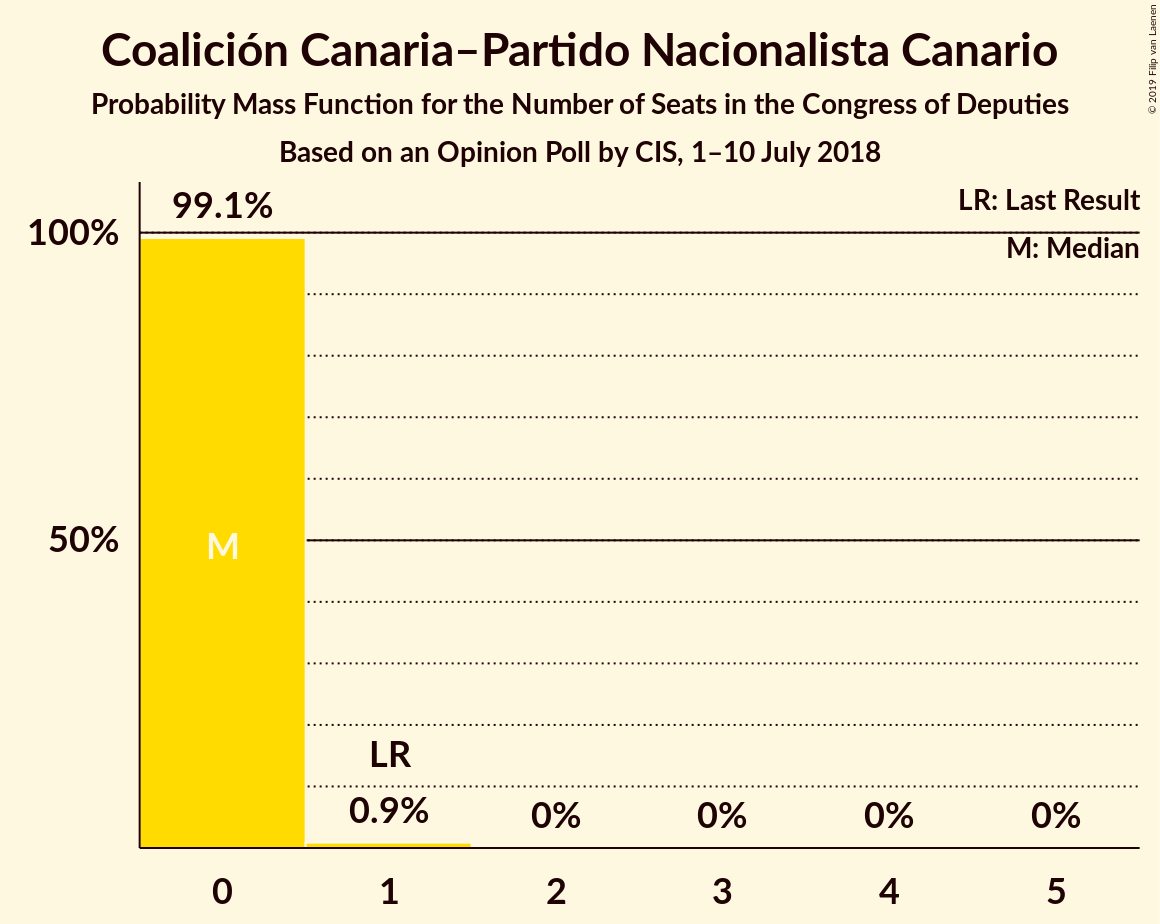 Coalición Canaria–Partido Nacionalista Canario
Probability Mass Function for the Number of Seats in the Congress of Deputies
Based on an Opinion Poll by CIS, 1–10 July 2018
© 2019 Filip van Laenen
99.1%
LR: Last Result
100%
M: Median
50%
M
LR
0.9%
0%
0%
0%
0%
0
1
2
3
4
5